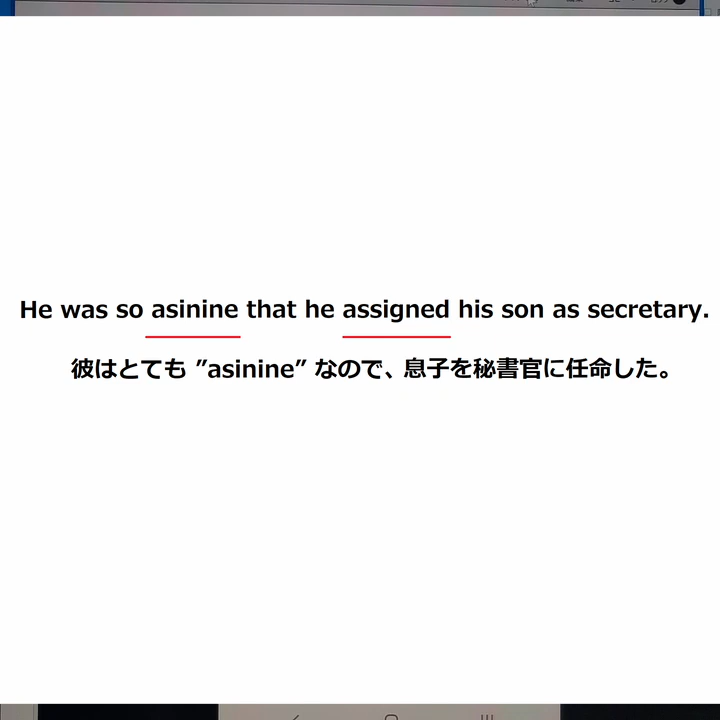 He was so asinine that he assigned his son as secretary.
彼はとても ”asinine” なので、息子を秘書官に任命した。